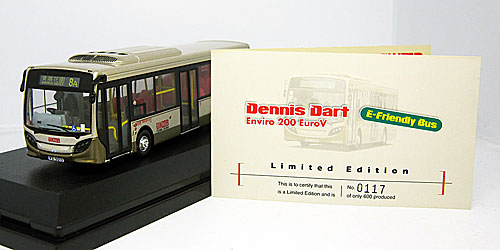 8A
Dennis Dart
Enviro 200 EuroV
E-Friendly Bus
Limited Edition
This is to certify that this
is a Limited Edition and is
No. 0117
of only 600 produced